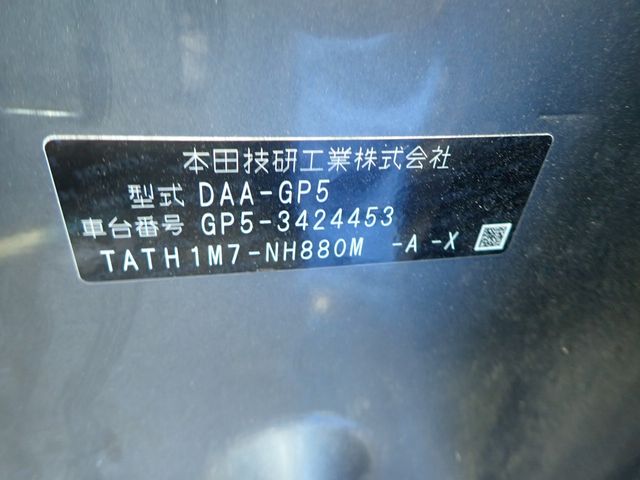 本田技研工業株式会社
型式 DAA-GP5
車台番号 GP5-3424453
TATH1M7-NH880M -A-X